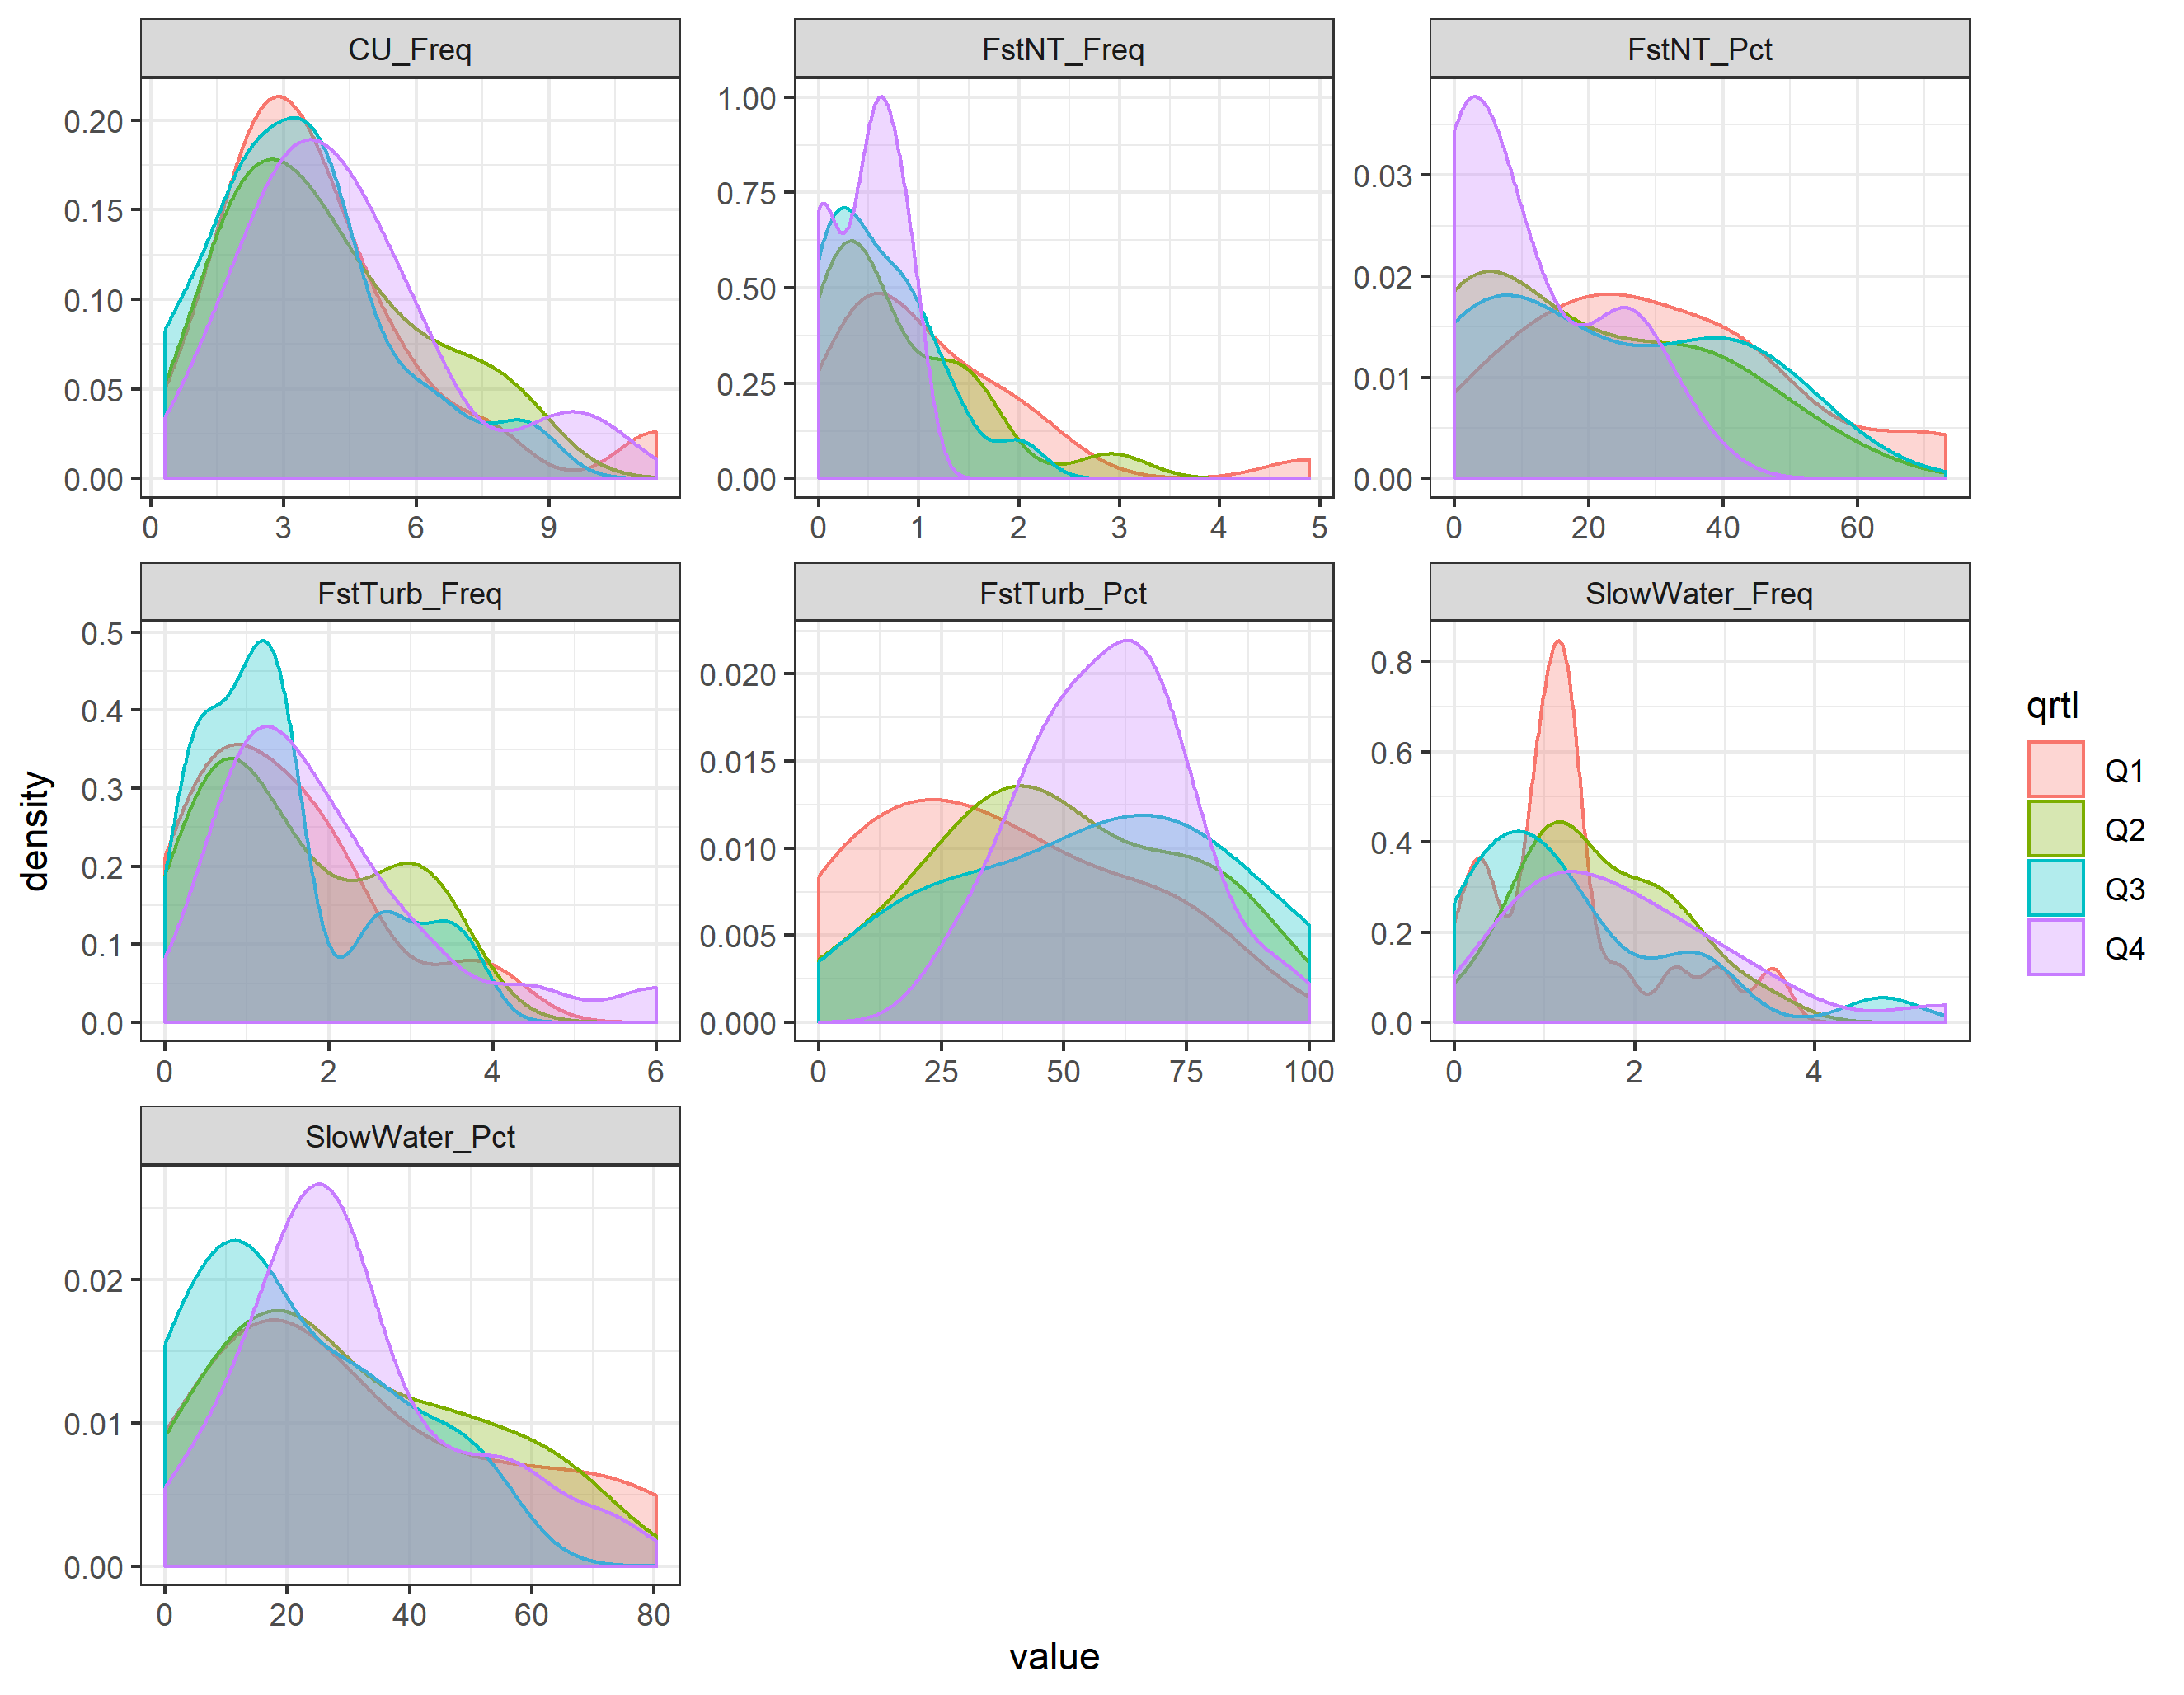 CU_Freq FstNT_Freq FstNT_Pct
0.20 1.00 0.03
0.15 0.75 0.02
0.10 0.50 0.01
0.05 0.25 0.00
0.00 0.00
0 3 6 9 0 1 2 3 4 5 0 20 40 60
FstTurb_Freq FstTurb_Pct SlowWater_Freq
0.5 0.020 0.8
0.4 0.015 0.6
0.3 0.010 0.4
0.2 0.005 0.2
0.1 0.000 0.0
0.0
0 2 4 6 0 25 50 75 100 0 2 4
SlowWater_Pct
0.02
0.01
0.00
0 20 40 60 80
density
value
qrtl
Q1
Q2
Q3
Q4